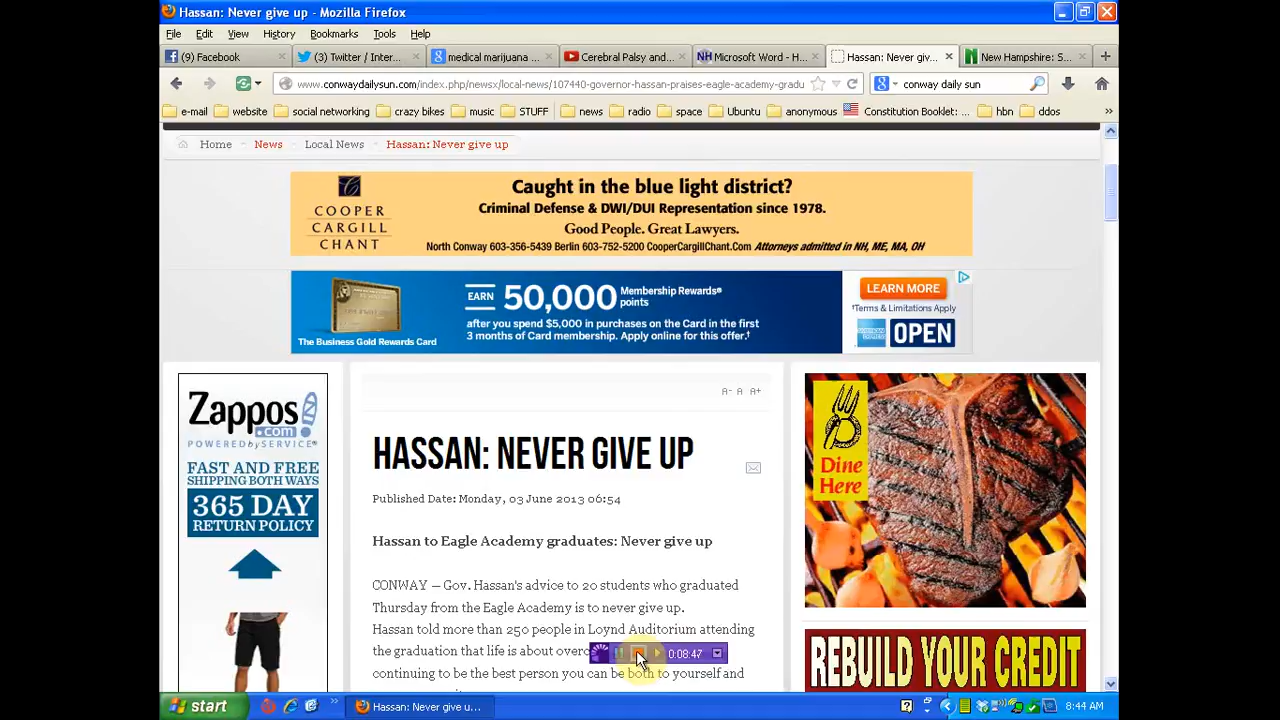 Hassan: Never give up - Mozilla Firefox
File Edit View History Bookmarks Tools Help
(9) Facebook
(3) Twitter / Inter...
medical marijuana ...
Cerebral Palsy and...
Microsoft Word - H...
Hassan: Never giv...
New Hampshire: S...
www.conwaydailysun.com/index.php/newsx/local-news/107440-governor-hassan-praises-eagle-academy-gradu
conway daily sun
e-mail website social networking crazy bikes STUFF news radio space Ubuntu anonymous Constitution Booklet: ... hbn ddos
Home News Local News Hassan: Never give up
COOPER
CARGILL
CHANT
Caught in the blue light district?
Criminal Defense & DWI/DUI Representation since 1978.
Good People. Great Lawyers.
North Conway 603-356-5439 Berlin 603-752-5200 CooperCargillChant.Com Attorneys admitted in NH, ME, MA, OH
The Business Gold Rewards Card
EARN 50,000 Membership Rewards®
points
after you spend $5,000 in purchases on the Card in the first
3 months of Card membership. Apply online for this offer.†
LEARN MORE
†Terms & Limitations Apply
OPEN
Zappos
.com
POWERED by SERVICE
FAST AND FREE
SHIPPING BOTH WAYS
365 DAY
RETURN POLICY
A- A A+
HASSAN: NEVER GIVE UP
Published Date: Monday, 03 June 2013 06:54
Hassan to Eagle Academy graduates: Never give up
CONWAY — Gov. Hassan's advice to 20 students who graduated
Thursday from the Eagle Academy is to never give up.
Hassan told more than 250 people in Loynd Auditorium attending
the graduation that life is about
continuing to be the best person you can be both to yourself and
Dine
Here
REBUILD YOUR CREDIT
0:08:47
start
Hassan: Never give u...
8:44 AM